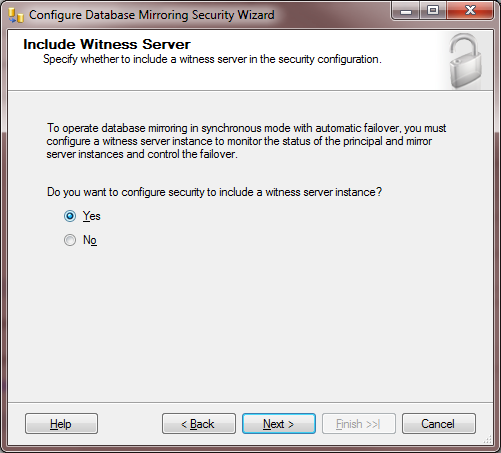 Configure Database Mirroring Security Wizard
Include Witness Server
Specify whether to include a witness server in the security configuration.
To operate database mirroring in synchronous mode with automatic failover, you must
configure a witness server instance to monitor the status of the principal and mirror
server instances and control the failover.
Do you want to configure security to include a witness server instance?
Yes
No
Help
< Back
Next >
Finish >>|
Cancel